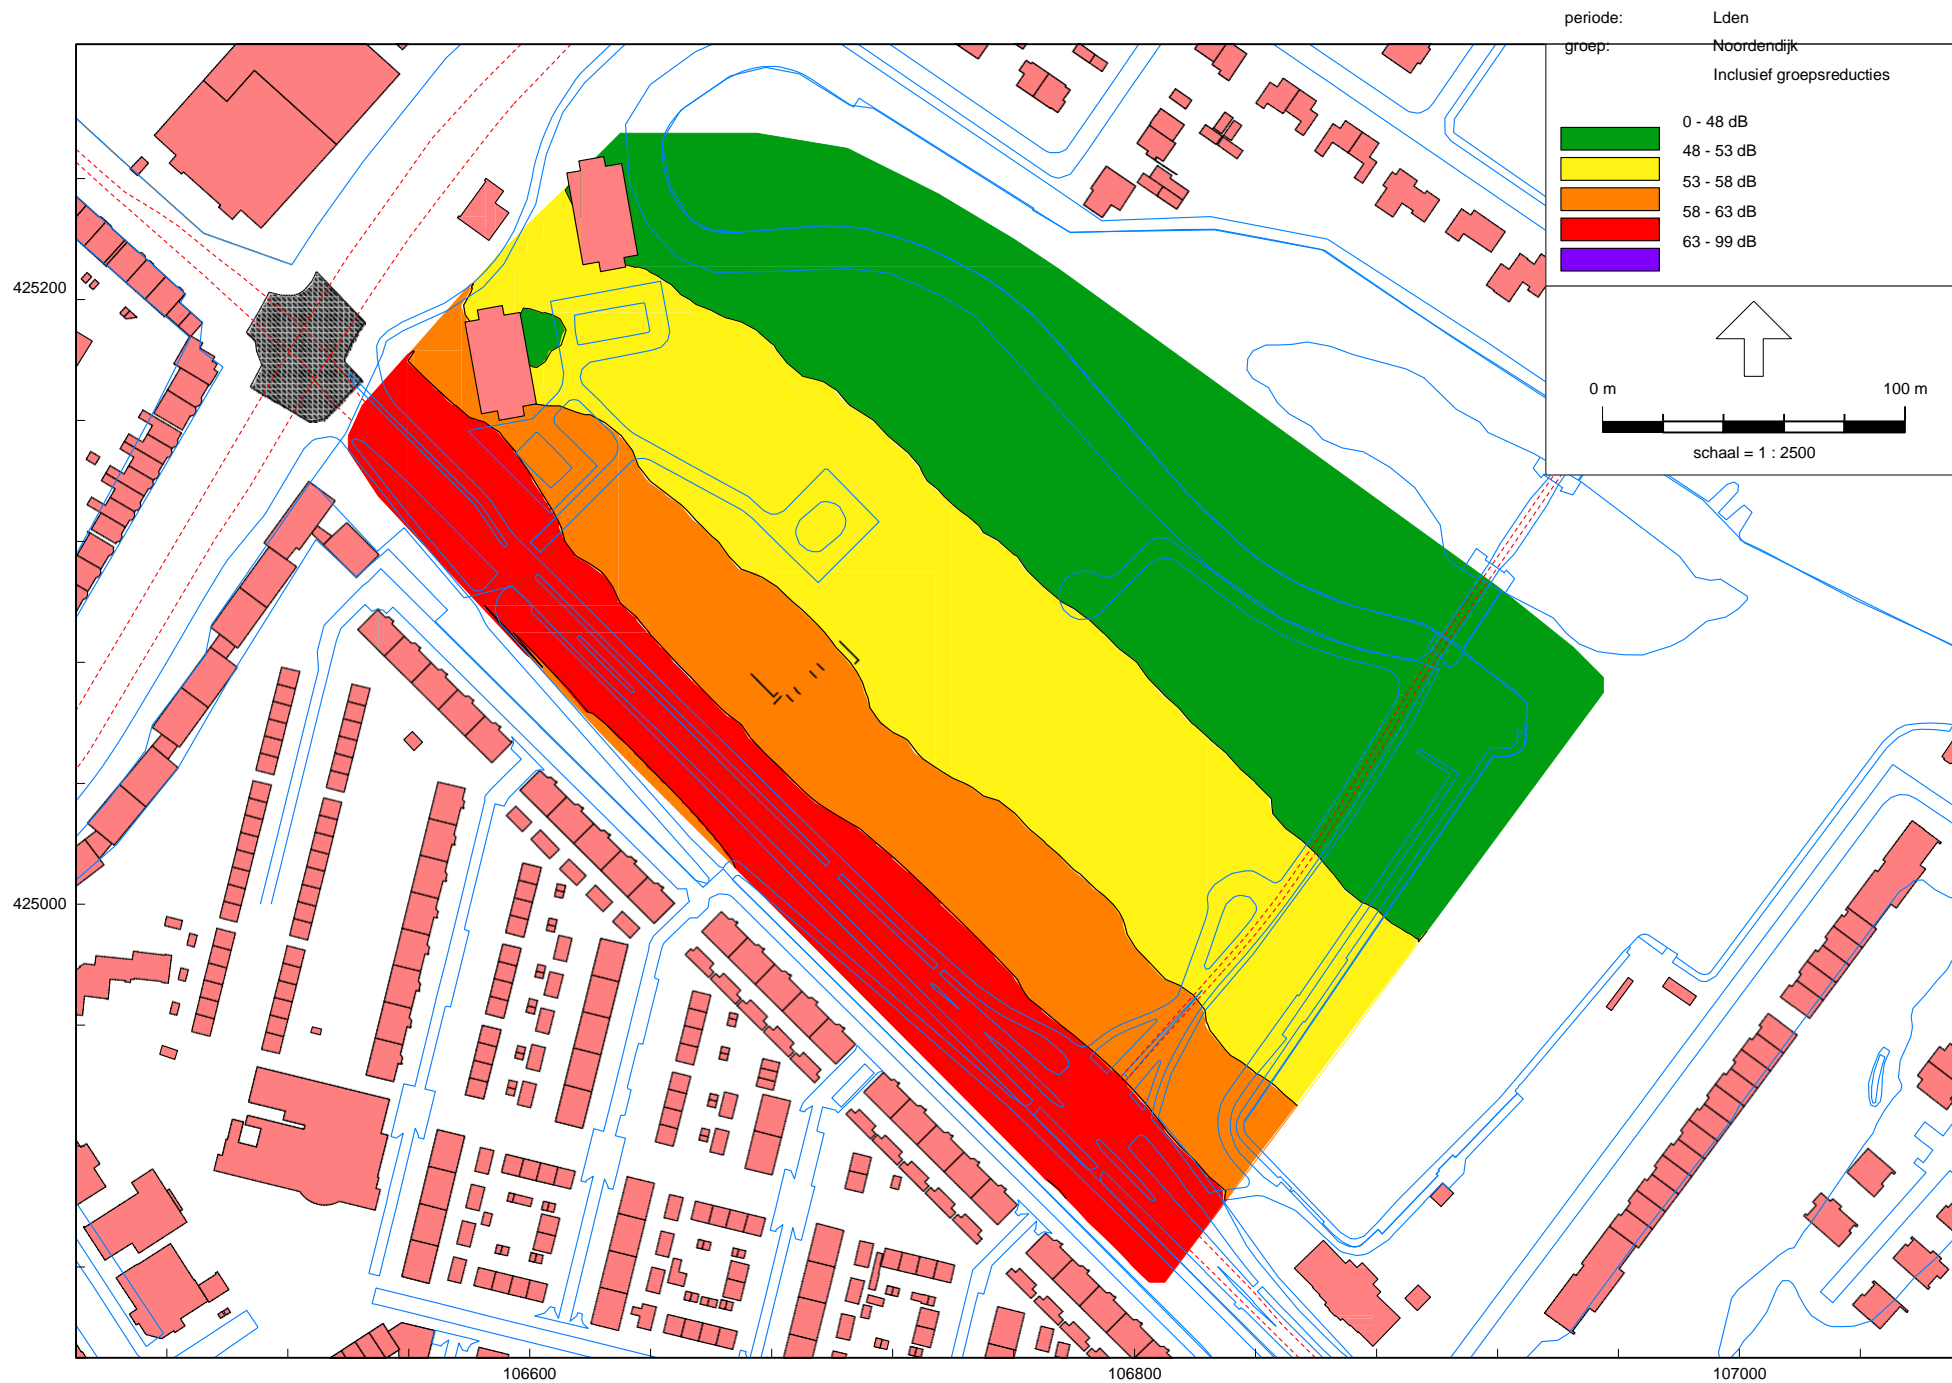 periode: Lden
groep: Noordendijk
Inclusief groepsreducties
0 - 48 dB
48 - 53 dB
53 - 58 dB
58 - 63 dB
63 - 99 dB
425200
0 m 100 m
schaal = 1 : 2500
425000
106600 106800 107000